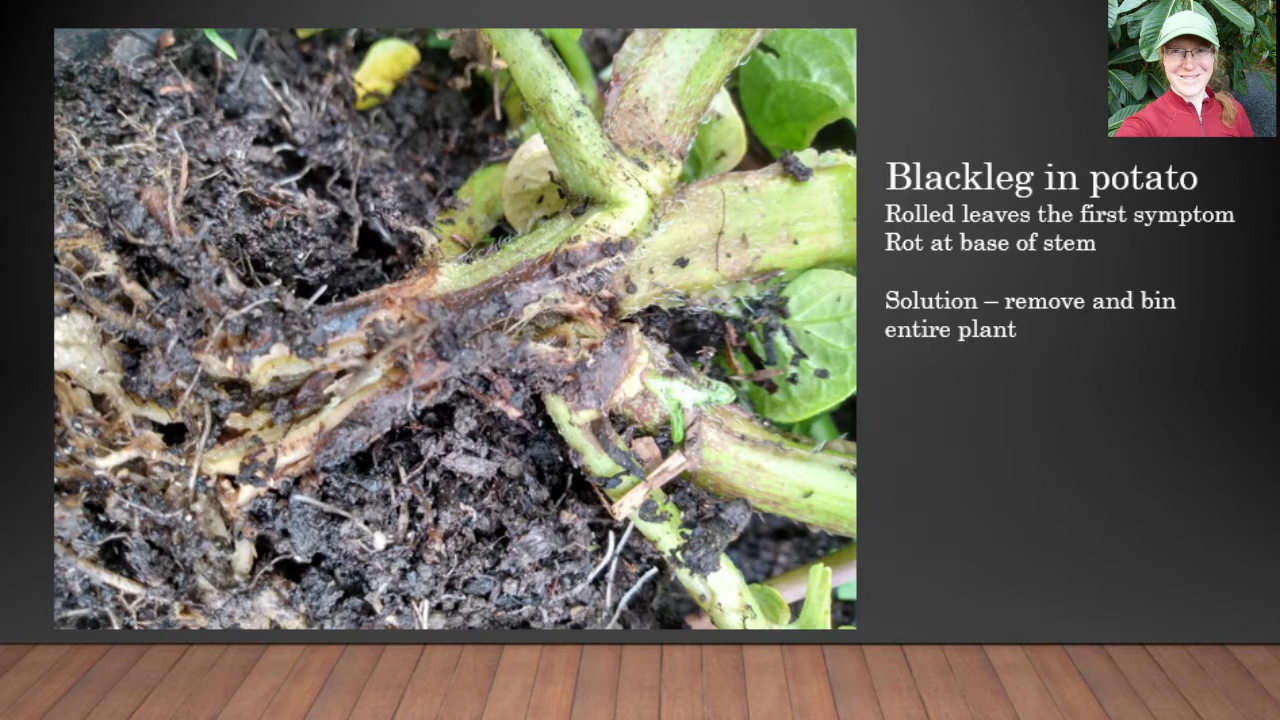 Blackleg in potato
Rolled leaves the first symptom
Rot at base of stem
Solution – remove and bin
entire plant